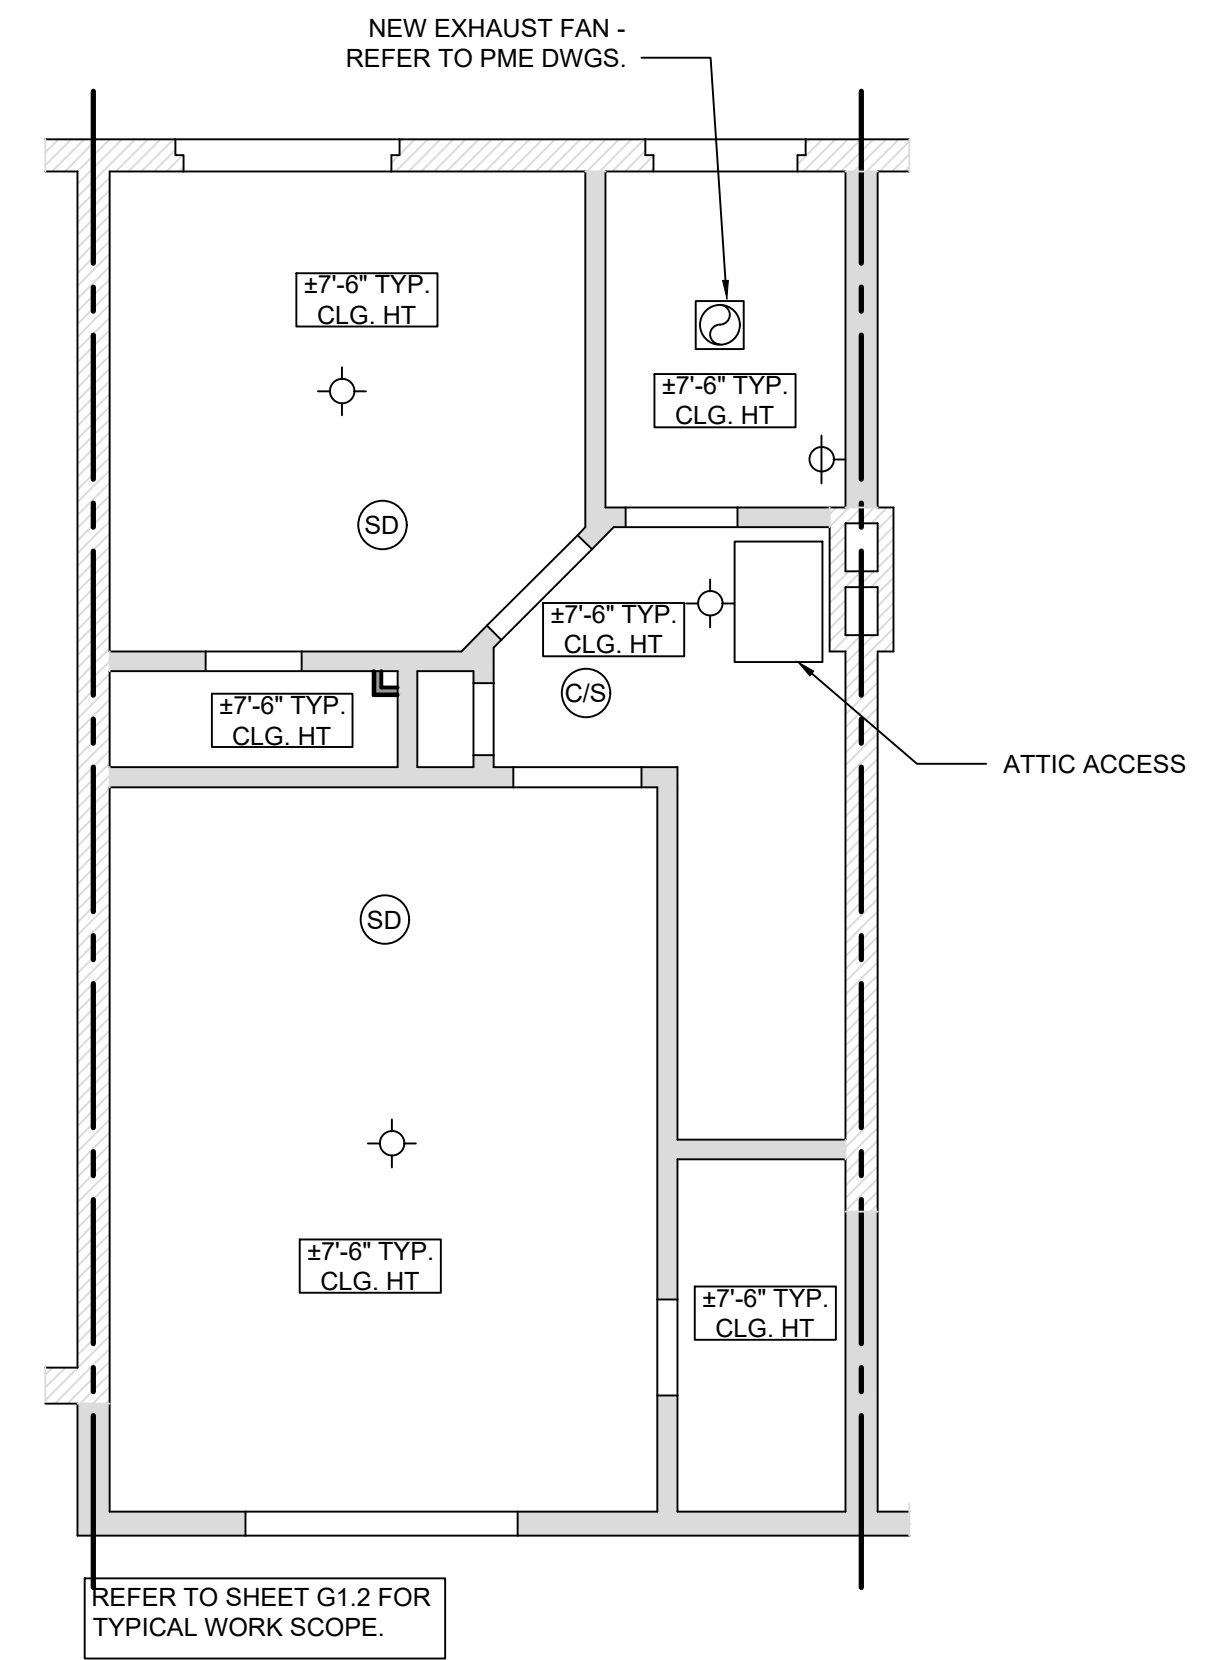 NEW EXHAUST FAN -
REFER TO PME DWGS.
±7'-6" TYP.
CLG. HT
±7'-6" TYP.
CLG. HT
SD
±7'-6" TYP.
CLG. HT
C/S
±7'-6" TYP.
CLG. HT
ATTIC ACCESS
SD
±7'-6" TYP.
CLG. HT
±7'-6" TYP.
CLG. HT
REFER TO SHEET G1.2 FOR
TYPICAL WORK SCOPE.